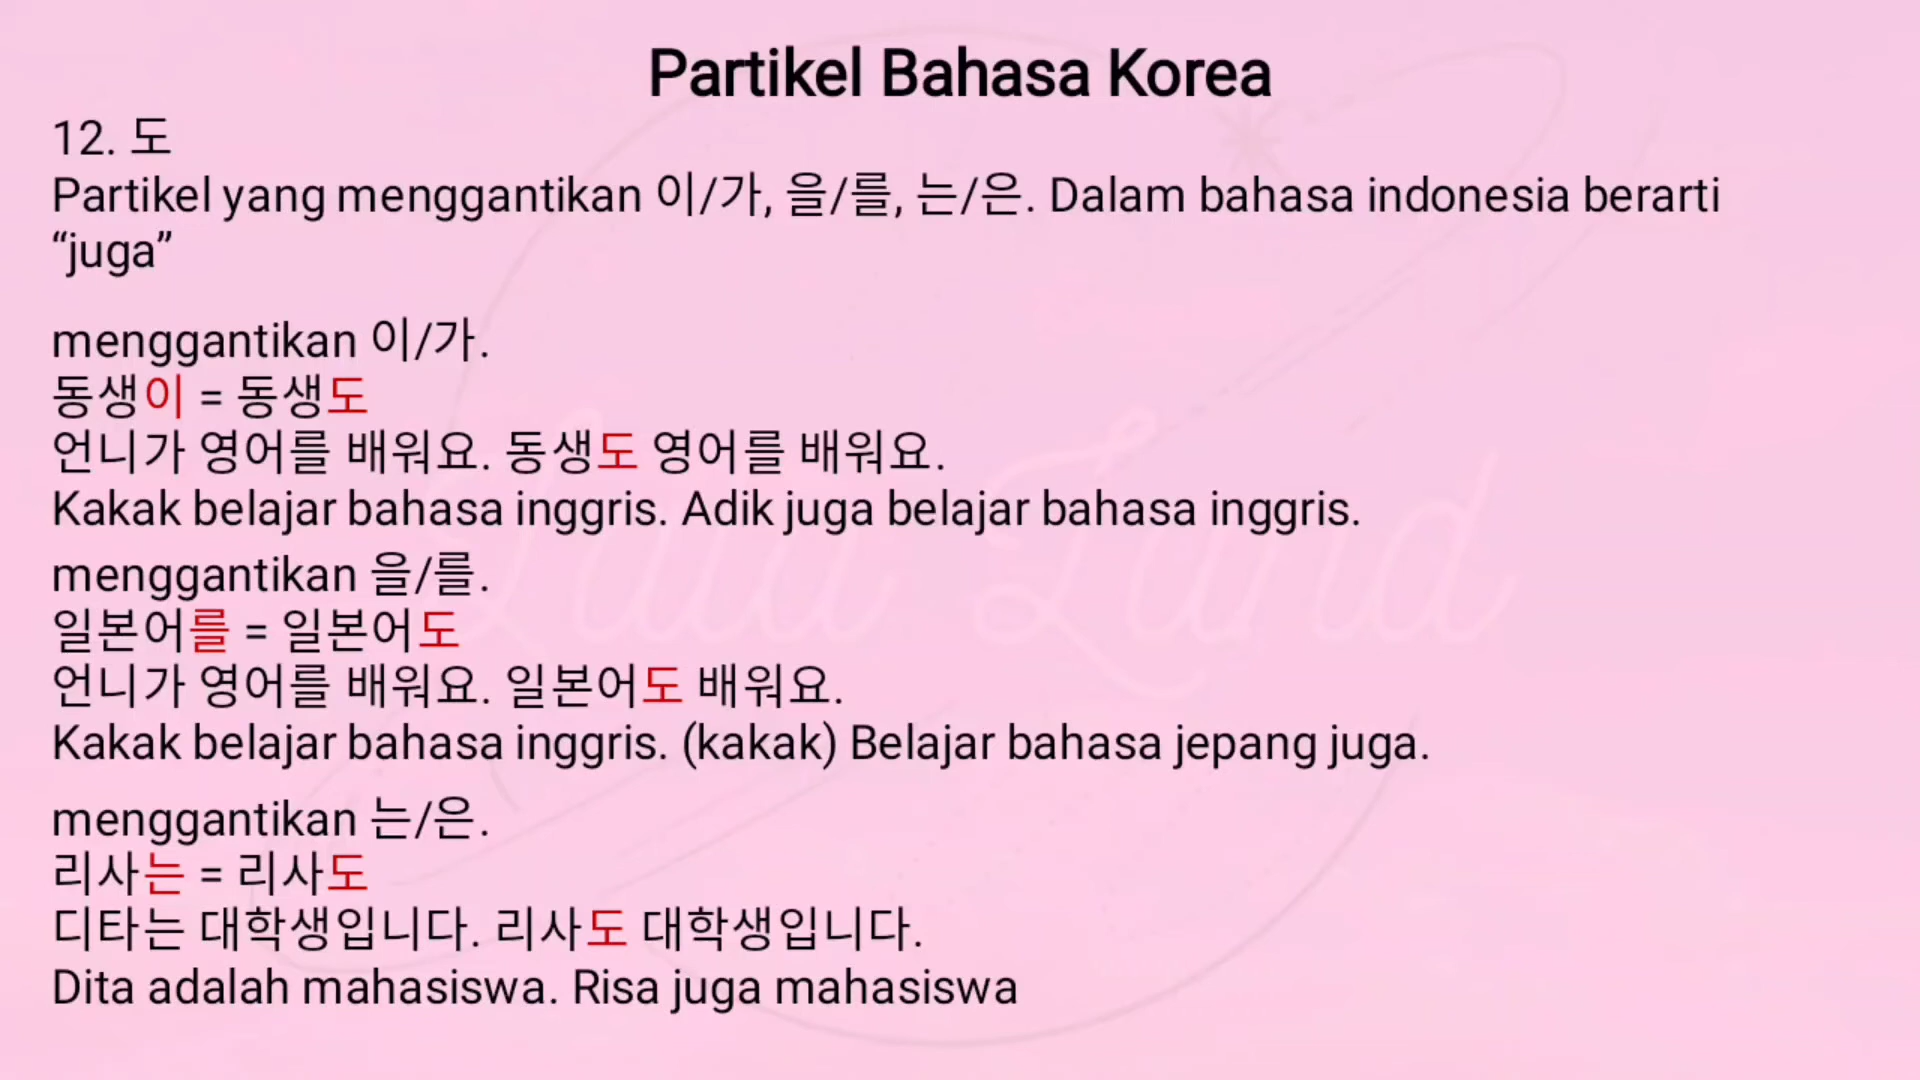 Partikel Bahasa Korea
12. 도
Partikel yang menggantikan 이/가, 을/를, 는/은. Dalam bahasa indonesia berarti
“juga”
menggantikan 이/가.
동생이 = 동생도
언니가 영어를 배워요. 동생도 영어를 배워요.
Kakak belajar bahasa inggris. Adik juga belajar bahasa inggris.
menggantikan 을/를.
일본어를 = 일본어도
언니가 영어를 배워요. 일본어도 배워요.
Kakak belajar bahasa inggris. (kakak) Belajar bahasa jepang juga.
menggantikan 는/은.
리사는 = 리사도
디타는 대학생입니다. 리사도 대학생입니다.
Dita adalah mahasiswa. Risa juga mahasiswa
Lala Land